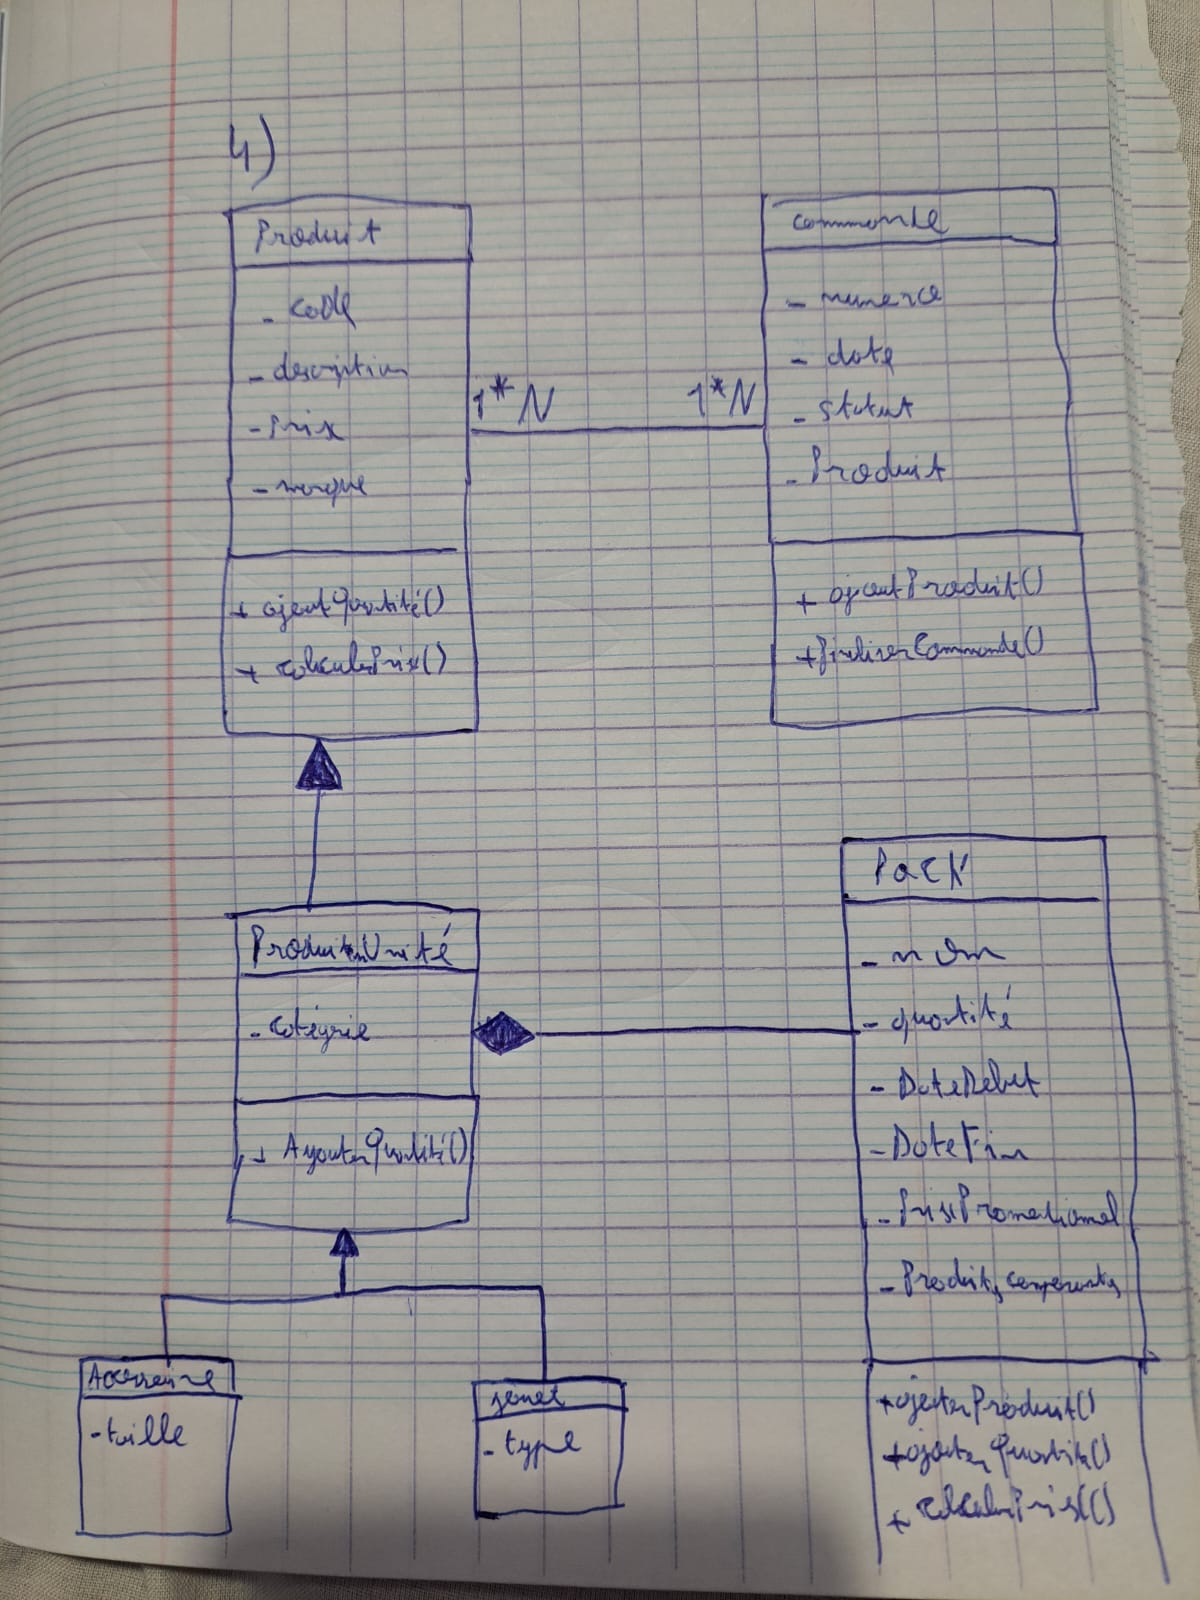 4)
Produit
- code
- description
- Prix
- marque
+ ajoutQuantité()
+ calculerPrix()
1*N
1*N
Commande
- numero
- date
- statut
- Produit
+ ajoutProduit()
+ finaliserCommande()
ProduitUnité
- Catégorie
+ AjouterQuantité()
Pack
- nom
- quantité
- DateDebut
- DateFin
- PrixPromotionnel
- Produits composants
+ ajouterProduit()
+ ajouterQuantité()
+ calculerPrix()
Accessoire
- taille
jouet
- type